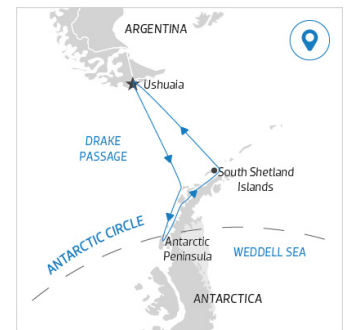 ARGENTINA
Ushuaia
DRAKE
PASSAGE
South Shetland
Islands
ANTARCTIC CIRCLE
Antarctic
Peninsula
WEDDELL SEA
ANTARCTICA